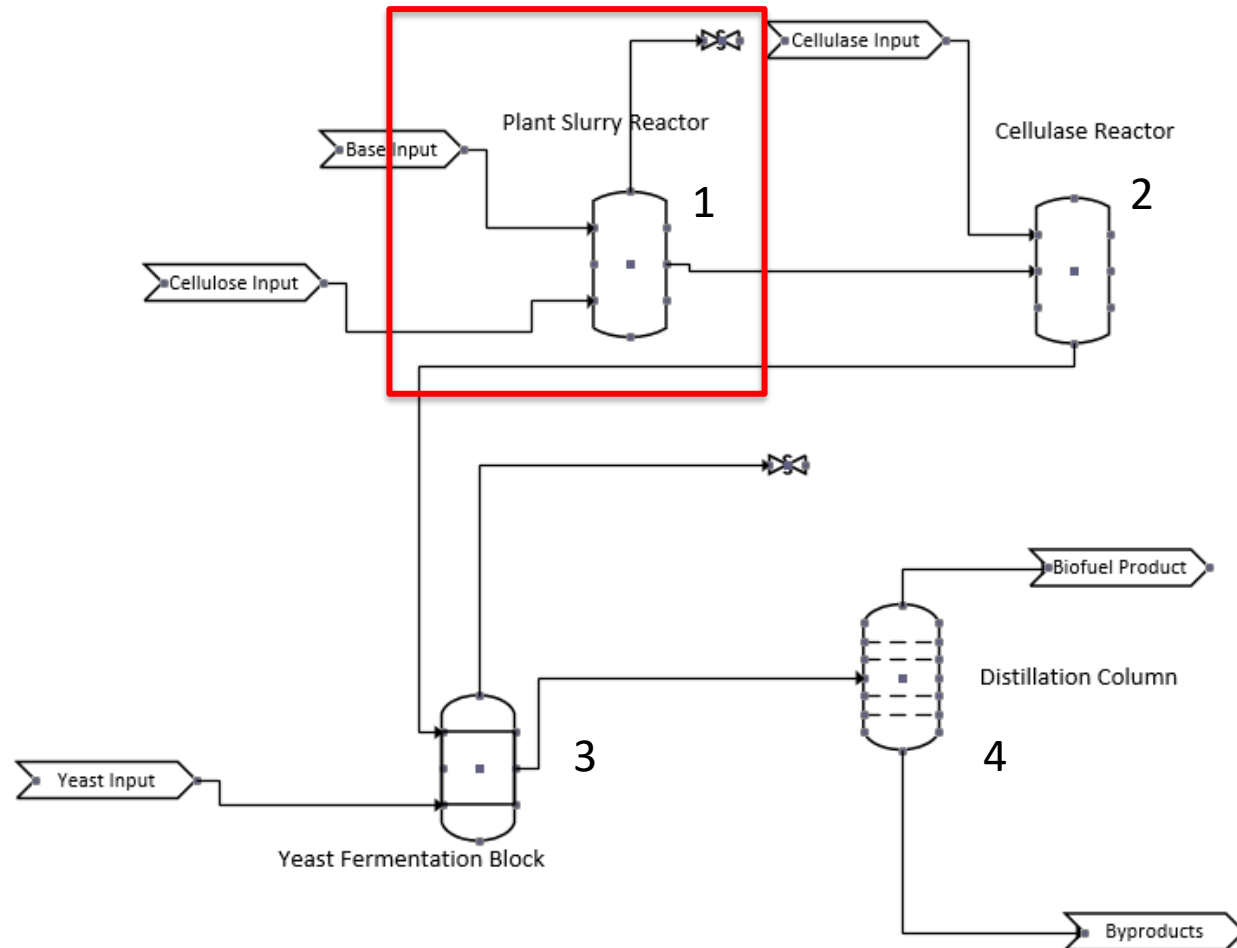 Cellulase Input
Plant Slurry Reactor
Cellulase Reactor
Base Input
1
2
Cellulose Input
S
S
Biofuel Product
Distillation Column
3
4
Yeast Input
Yeast Fermentation Block
Byproducts